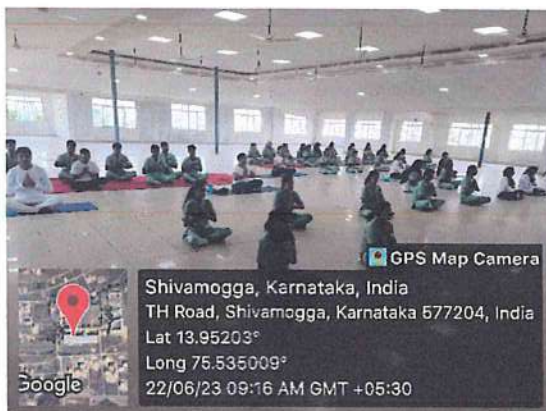 GPS Map Camera
Shivamogga, Karnataka, India
TH Road, Shivamogga, Karnataka 577204, India
Lat 13.95203°
Long 75.535009°
22/06/23 09:16 AM GMT +05:30
Google